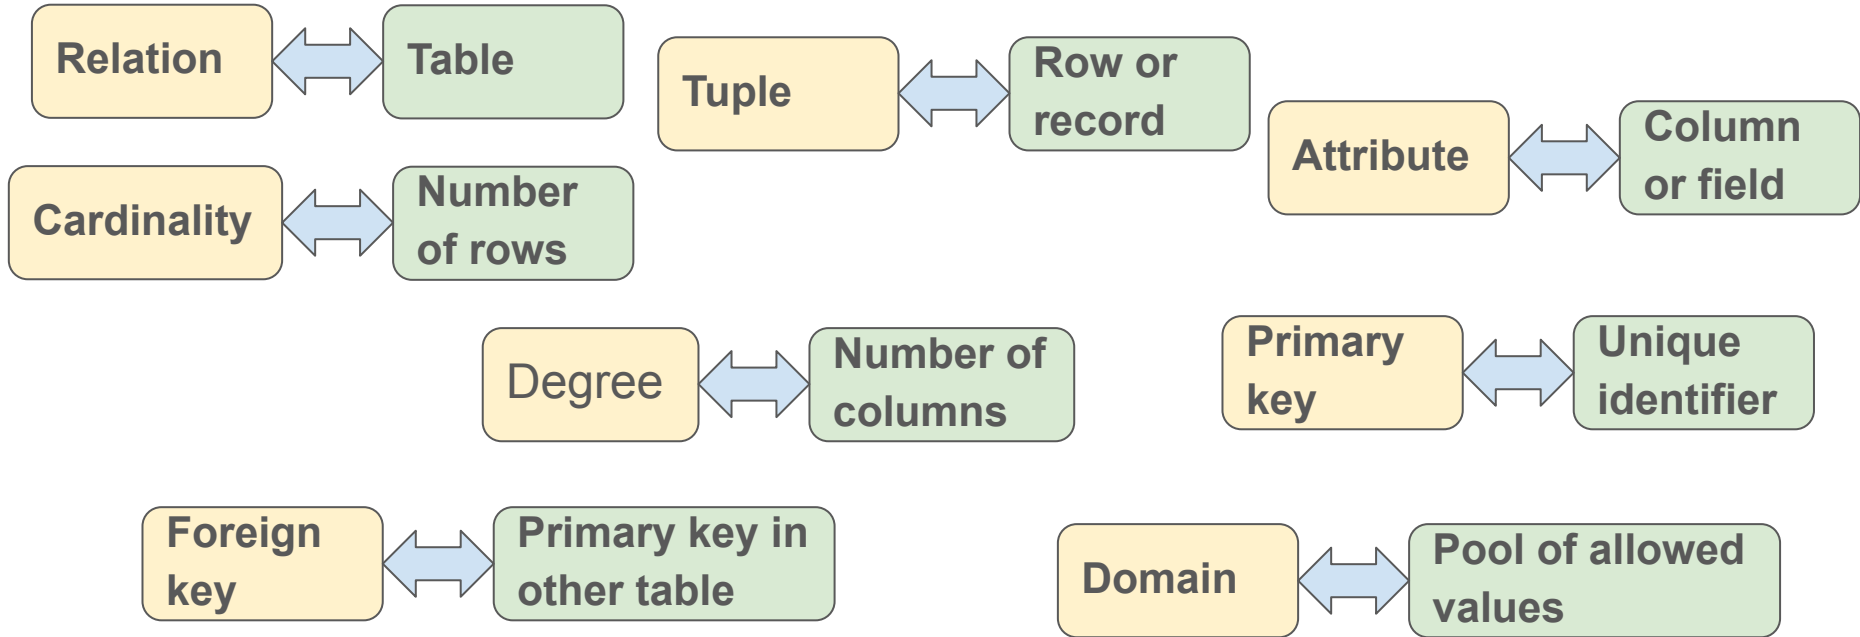 Relation
Table
Tuple
Row or
record
Attribute
Column
or field
Cardinality
Number
of rows
Degree
Number of
columns
Primary
key
Unique
identifier
Foreign
key
Primary key in
other table
Domain
Pool of allowed
values